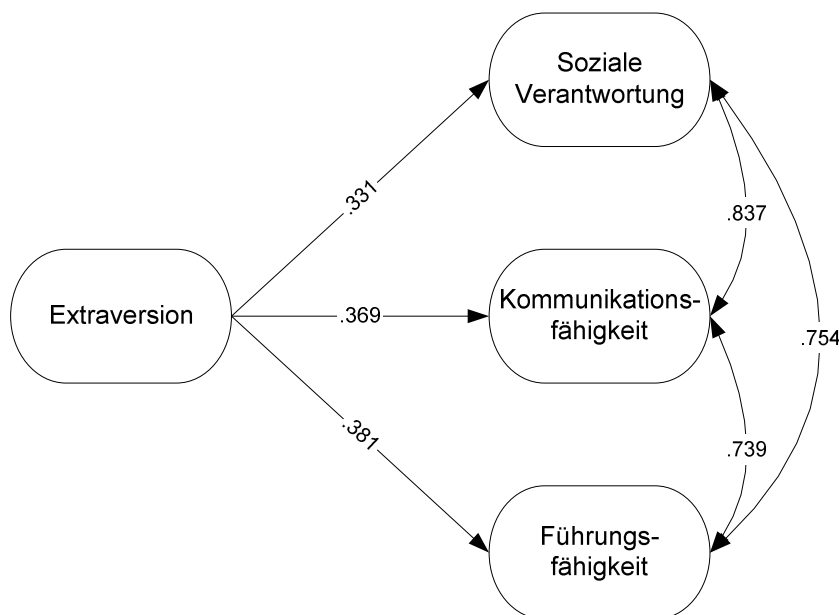 Soziale
Verantwortung
.331
.837
Extraversion
.369
Kommunikations-
fähigkeit
.754
.381
.739
Führungs-
fähigkeit